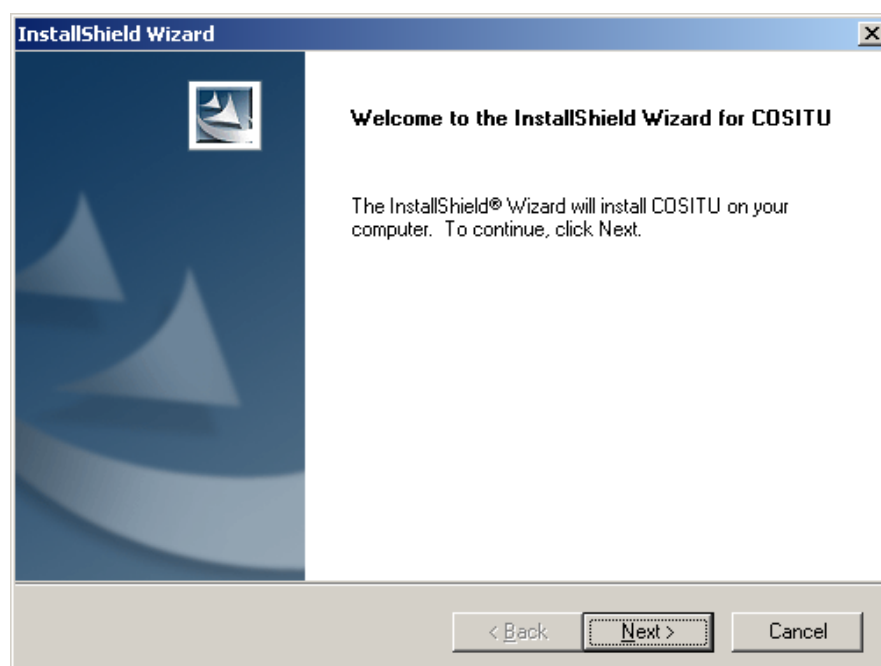 InstallShield Wizard
Welcome to the InstallShield Wizard for COSITU
The InstallShield® Wizard will install COSITU on your
computer. To continue, click Next.
< Back Next > Cancel